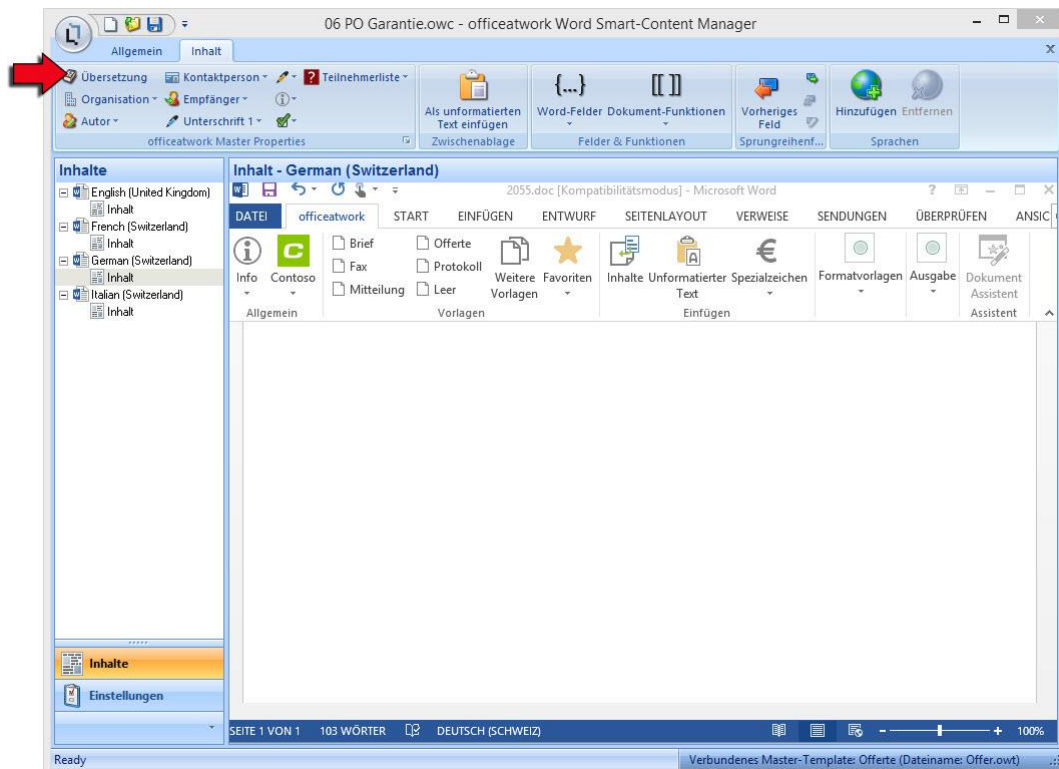 06 PO Garantie.owc - officeatwork Word Smart-Content Manager
Allgemein Inhalt
Übersetzung Kontaktperson Teilnehmerliste
Organisation Empfänger
Autor Unterschrift 1
officeatwork Master Properties
Als unformatierten
Text einfügen
Zwischenablage
{...} [[ ]]
Word-Felder Dokument-Funktionen
Felder & Funktionen
Vorheriges
Feld
Sprungreihenf...
Hinzufügen Entfernen
Sprachen
Inhalte
English (United Kingdom)
Inhalt
French (Switzerland)
Inhalt
German (Switzerland)
Inhalt
Italian (Switzerland)
Inhalt
Inhalte
Einstellungen
Inhalt - German (Switzerland)
2055.doc [Kompatibilitätsmodus] - Microsoft Word
DATEI officeatwork START EINFÜGEN ENTWURF SEITENLAYOUT VERWEISE SENDUNGEN ÜBERPRÜFEN ANSIC
Info Contoso
Allgemein
Brief Offerte
Fax Protokoll
Mitteilung Leer
Weitere
Vorlagen
Favoriten
Vorlagen
Inhalte Unformatierter
Text
Spezialzeichen
Einfügen
Formatvorlagen Ausgabe
Dokument
Assistent
Assistent
SEITE 1 VON 1 103 WÖRTER DEUTSCH (SCHWEIZ) 100%
Ready Verbundenes Master-Template: Offerte (Dateiname: Offer.owt)